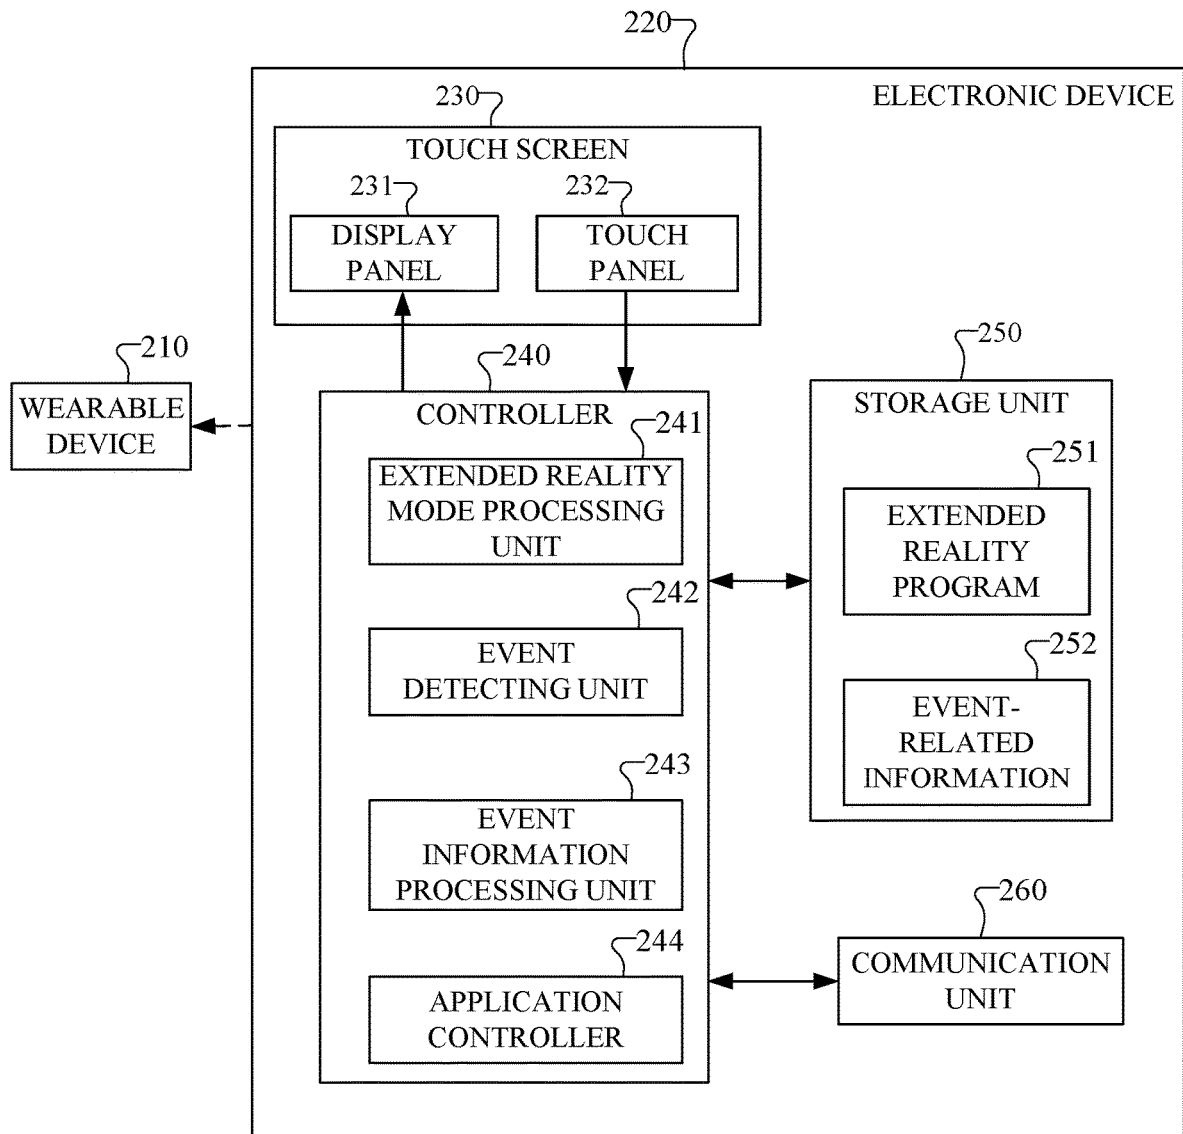 220
ELECTRONIC DEVICE
230
TOUCH SCREEN
231
DISPLAY
PANEL
232
TOUCH
PANEL
210
WEARABLE
DEVICE
240
CONTROLLER
241
EXTENDED REALITY
MODE PROCESSING
UNIT
242
EVENT
DETECTING UNIT
243
EVENT
INFORMATION
PROCESSING UNIT
244
APPLICATION
CONTROLLER
250
STORAGE UNIT
251
EXTENDED
REALITY
PROGRAM
252
EVENT-
RELATED
INFORMATION
260
COMMUNICATION
UNIT